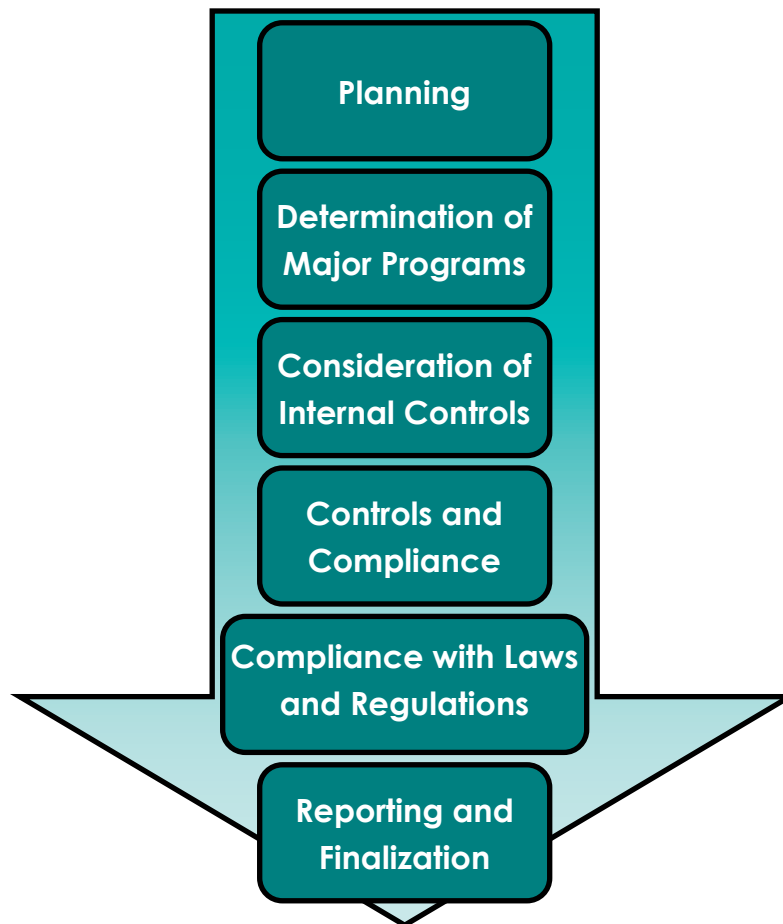 Planning
Determination of
Major Programs
Consideration of
Internal Controls
Controls and
Compliance
Compliance with Laws
and Regulations
Reporting and
Finalization